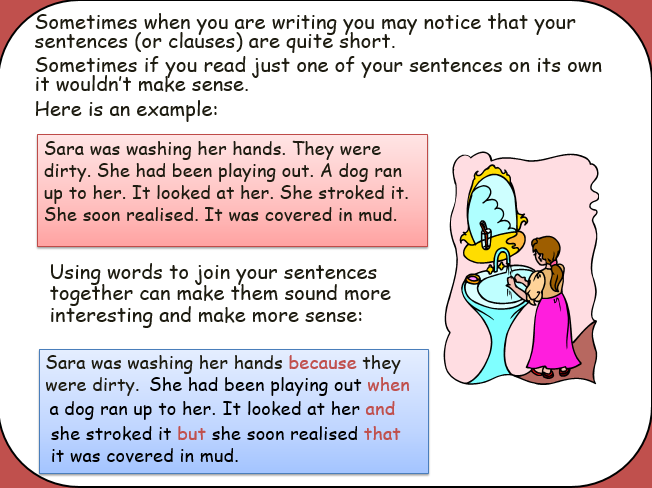 Sometimes when you are writing you may notice that your
sentences (or clauses) are quite short.
Sometimes if you read just one of your sentences on its own
it wouldn't make sense.
Here is an example:
Sara was washing her hands. They were
dirty. She had been playing out. A dog ran
up to her. It looked at her. She stroked it.
She soon realised. It was covered in mud.
Using words to join your sentences
together can make them sound more
interesting and make more sense:
Sara was washing her hands because they
were dirty. She had been playing out when
a dog ran up to her. It looked at her and
she stroked it but she soon realised that
it was covered in mud.